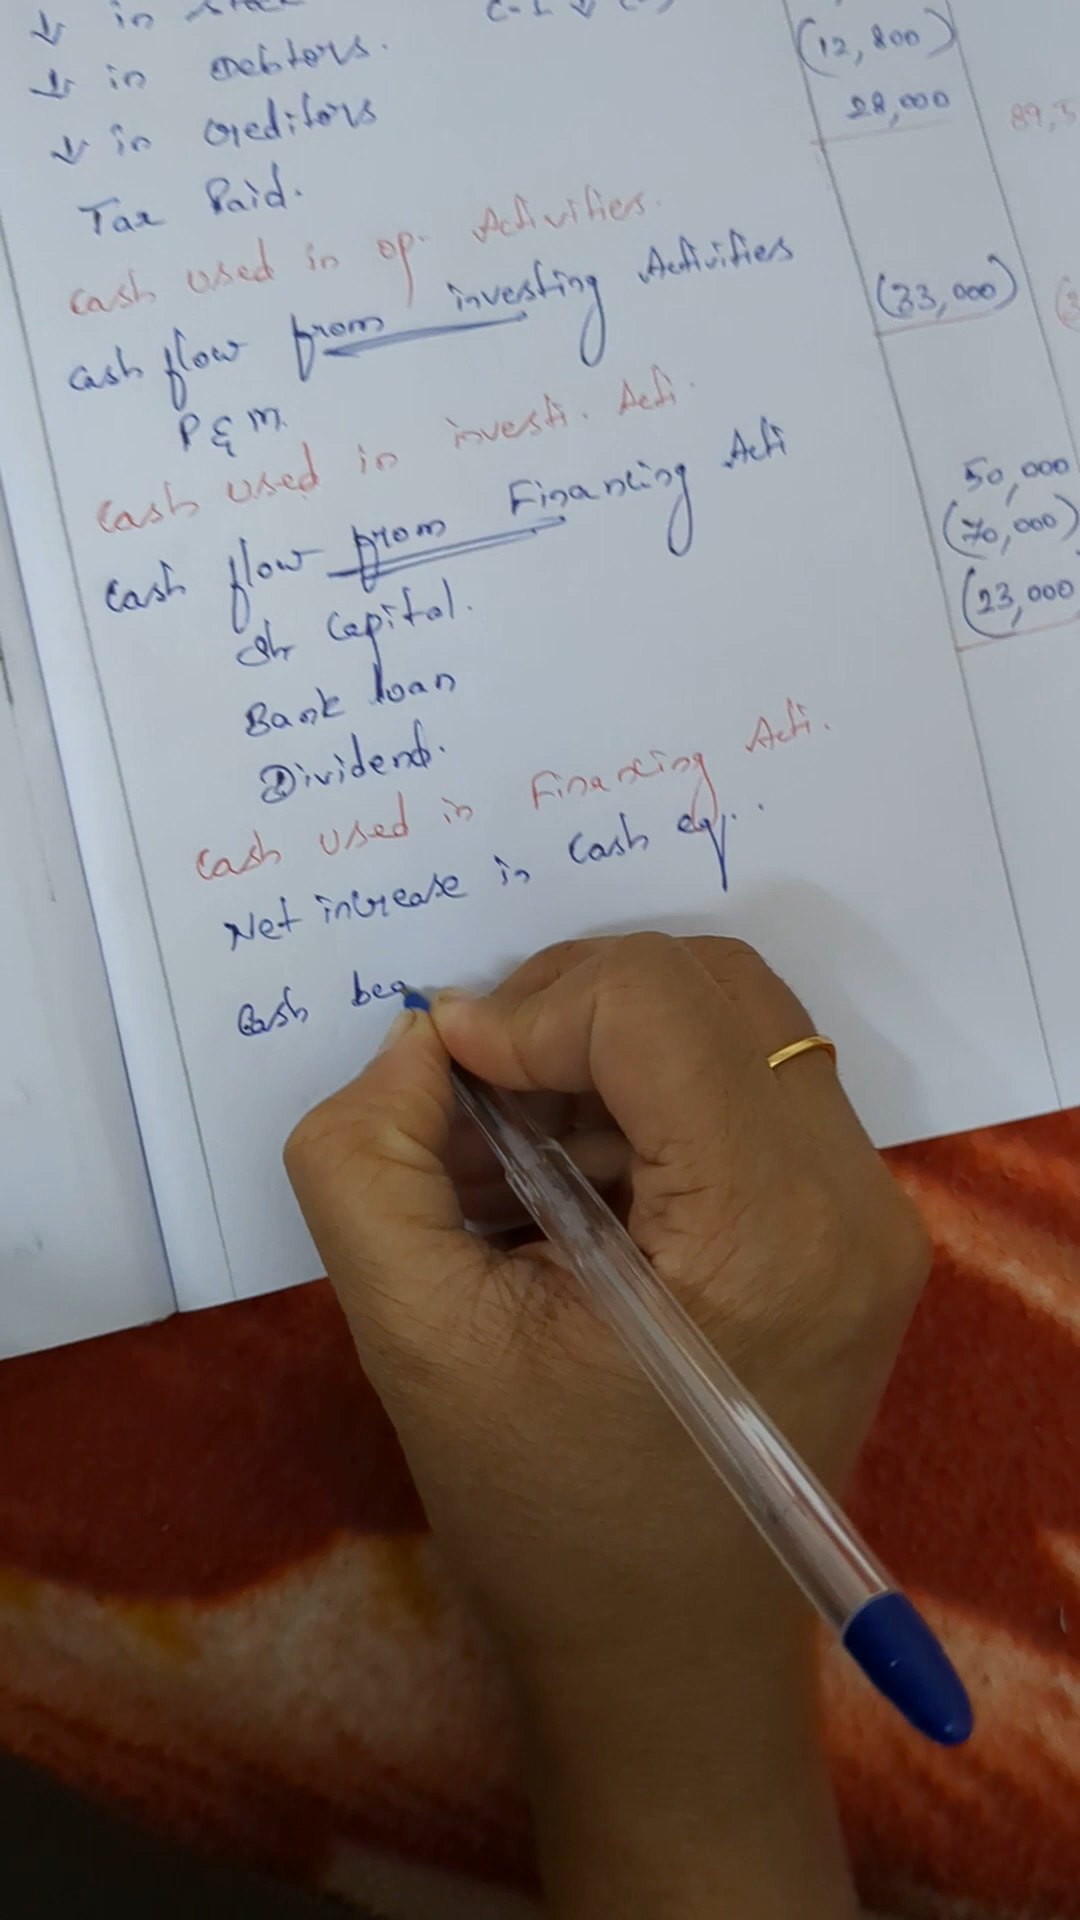 ↓ in
↓ in Debtors. (12,800)
↓ in creditors 28,000
Tax Paid.
Cash used in op. Activities.
Cash flow from investing Activities
P & M. (33,000)
Cash used in investi. Acti.
Cash flow from Financing Acti
Sh Capital. 50,000
Bank loan (70,000)
Dividend. (23,000
Cash used in Financing Acti.
Net increase in Cash eq..
Cash beg